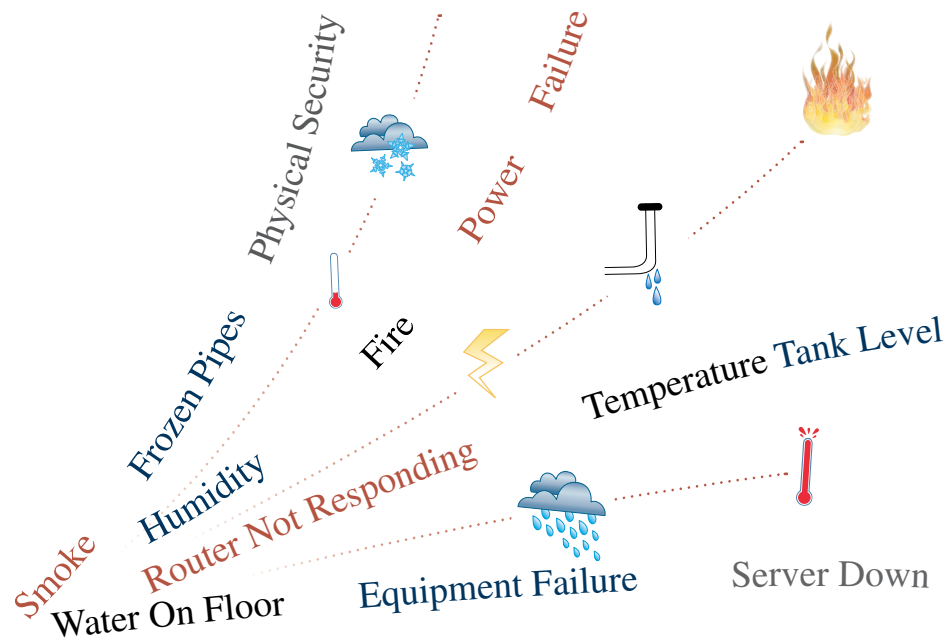 Physical Security
Power Failure
Frozen Pipes
Fire
Temperature Tank Level
Humidity
Router Not Responding
Smoke
Water On Floor
Equipment Failure
Server Down